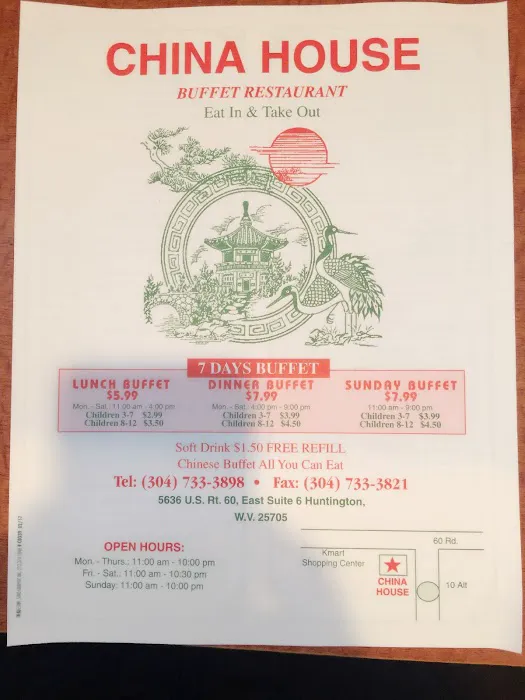 CHINA HOUSE
BUFFET RESTAURANT
Eat In & Take Out
7 DAYS BUFFET
LUNCH BUFFET
$5.99
Mon. - Sat.: 11:00 am - 4:00 pm
Children 3-7 $2.99
Children 8-12 $3.50
DINNER BUFFET
$7.99
Mon. - Sat.: 4:00 pm - 9:00 pm
Children 3-7 $3.99
Children 8-12 $4.50
SUNDAY BUFFET
$7.99
11:00 am - 9:00 pm
Children 3-7 $3.99
Children 8-12 $4.50
Soft Drink $1.50 FREE REFILL
Chinese Buffet All You Can Eat
Tel: (304) 733-3898 • Fax: (304) 733-3821
5636 U.S. Rt. 60, East Suite 6 Huntington,
W.V. 25705
OPEN HOURS:
Mon. - Thurs.: 11:00 am - 10:00 pm
Fri. - Sat.: 11:00 am - 10:30 pm
Sunday: 11:00 am - 10:00 pm
60 Rd.
Kmart
Shopping Center
CHINA
HOUSE
10 Alt